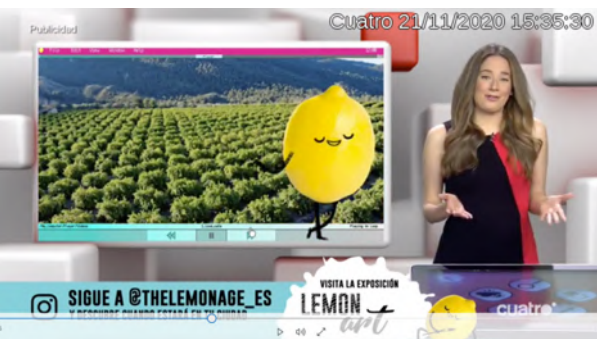 Publicidad
Cuatro 21/11/2020 15:35:30
SIGUE A @THELEMONAGE_ES
Y DESCUBRE CUANDO ESTARÁ EN TU CIUDAD
VISITA LA EXPOSICIÓN
LEMON
art
cuatro